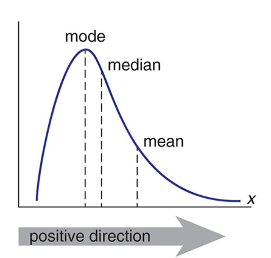 mode
median
mean
x
positive direction